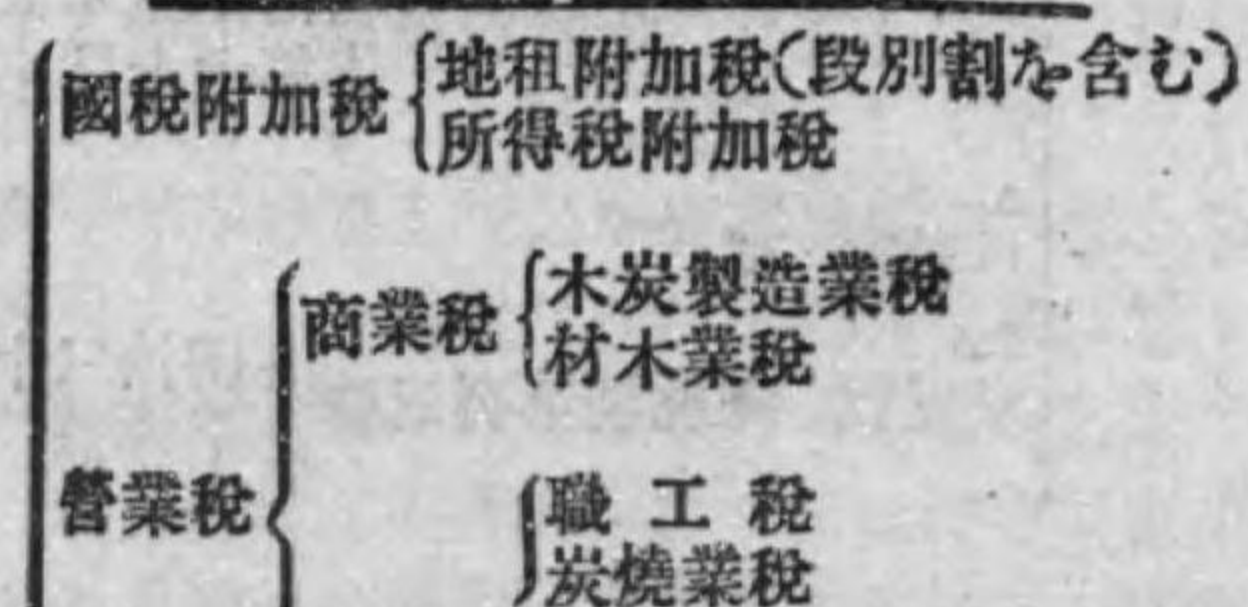 國稅附加稅
地租附加稅(段別割を含む)
所得稅附加稅
營業稅
商業稅
木炭製造業稅
材木業稅
職工稅
炭燒業稅